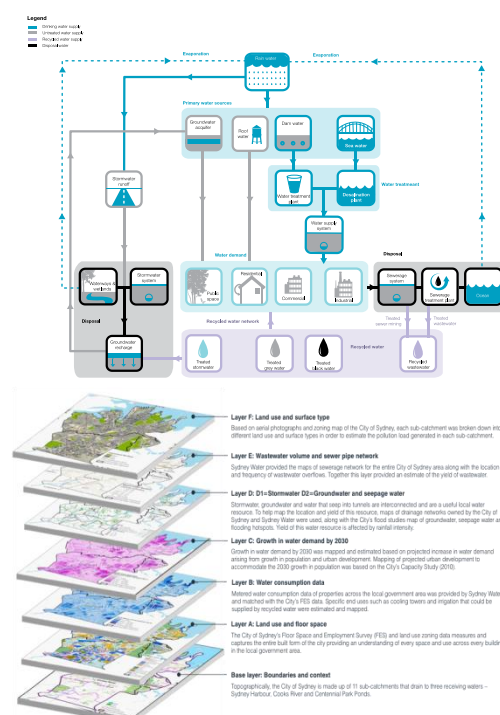 Legend
Drinking water supply
Untreated water supply
Recycled water supply
Disposal water
Evaporation
Rain water
Evaporation
Primary water sources
Groundwater
aquifer
Roof
water
Dam water
Sea water
Stormwater
runoff
Water treatment
plant
Desalination
plant
Water treatment
Water supply
system
Water demand
Disposal
Waterways &
wetlands
Stormwater
system
Public
space
Residential
Commercial
Industrial
Sewerage
system
Sewerage
treatment plant
Ocean
Disposal
Recycled water network
Treated
sewer mining
Treated
wastewater
Groundwater
recharge
Recycled water
Treated
stormwater
Treated
grey water
Treated
black water
Recycled
wastewater
Layer F: Land use and surface type
Based on aerial photographs and zoning map of the City of Sydney, each sub-catchment was broken down into
different land use and surface types in order to estimate the pollution load generated in each sub-catchment.
Layer E: Wastewater volume and sewer pipe network
Sydney Water provided the maps of sewerage network for the entire City of Sydney area along with the location
and frequency of wastewater overflows. Together this layer provided an estimate of the yield of wastewater.
Layer D: D1=Stormwater D2=Groundwater and seepage water
Stormwater, groundwater and water that seep into tunnels are interconnected and are a useful local water
resource. To help map the location and yield of this resource, maps of drainage networks owned by the City of
Sydney and Sydney Water were used, along with the City's flood studies map of groundwater, seepage water and
flooding hotspots. Yield of this water resource is affected by rainfall intensity.
Layer C: Growth in water demand by 2030
Growth in water demand by 2030 was mapped and estimated based on projected increase in water demand
arising from growth in population and urban development. Mapping of projected urban development to
accommodate the 2030 growth in population was based on the City's Capacity Study (2010).
Layer B: Water consumption data
Metered water consumption data of properties across the local government area was provided by Sydney Water
and matched with the City's FES data. Specific end uses such as cooling towers and irrigation that could be
supplied by recycled water were estimated and mapped.
Layer A: Land use and floor space
The City of Sydney's Floor Space and Employment Survey (FES) and land use zoning data measures and
captures the entire built form of the city providing an understanding of every space and use across every building
in the local government area.
Base layer: Boundaries and context
Topographically, the City of Sydney is made up of 11 sub-catchments that drain to three receiving waters –
Sydney Harbour, Cooks River and Centennial Park Ponds.